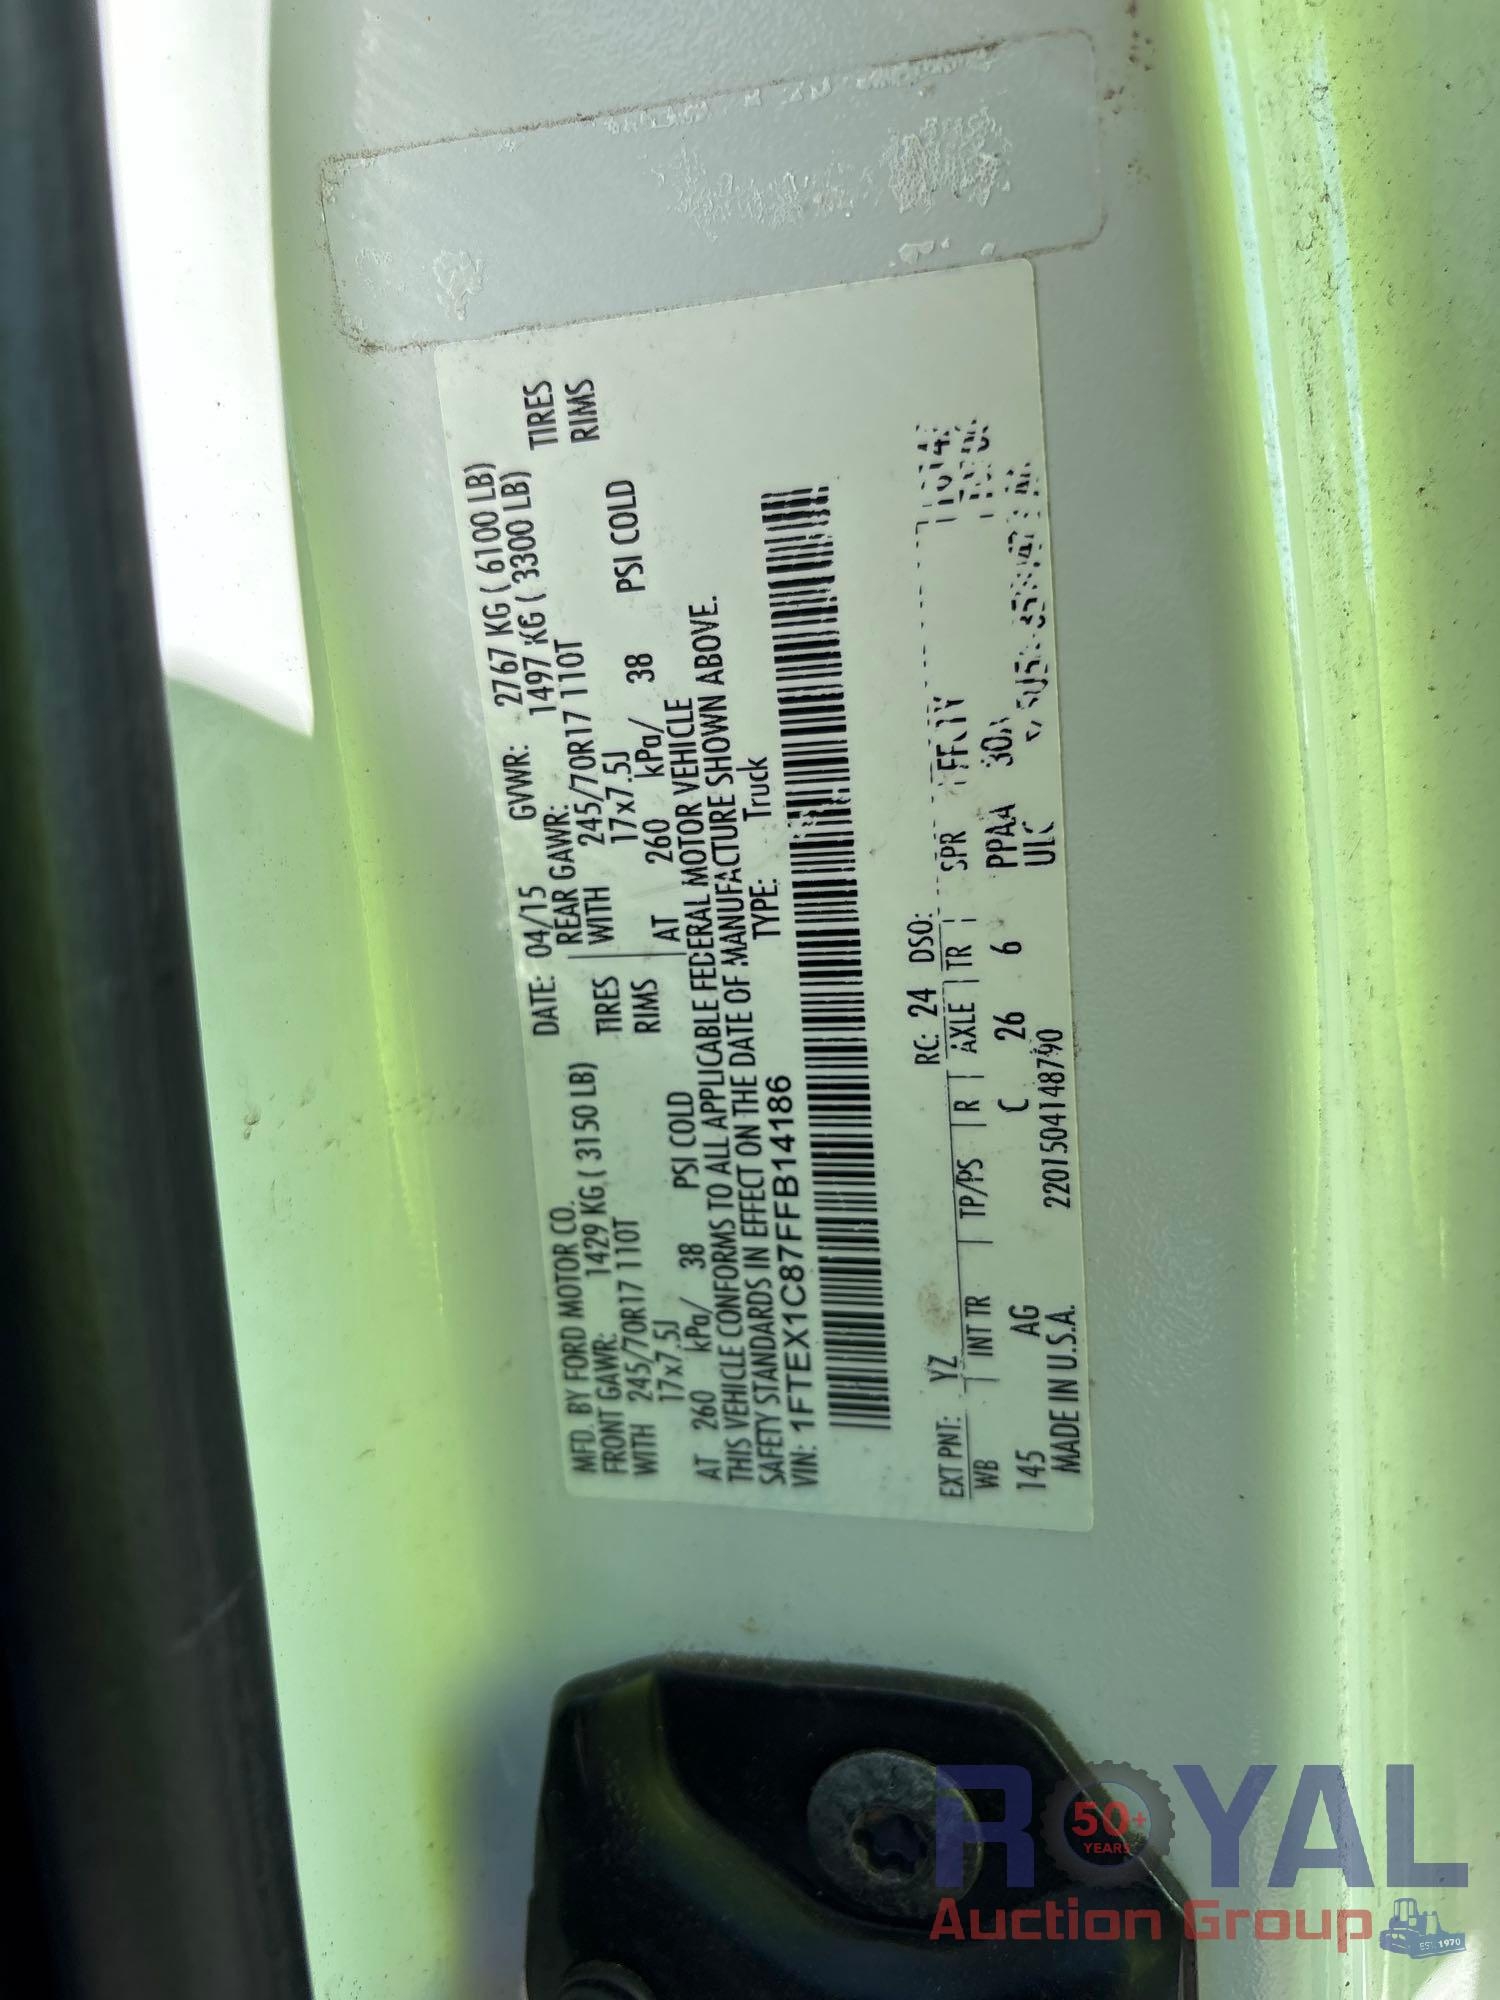 MFD. BY FORD MOTOR CO.
DATE: 04/15 GVWR: 2767 KG ( 6100 LB)
FRONT GAWR: 1429 KG ( 3150 LB) REAR GAWR: 1497 KG ( 3300 LB)
WITH 245/70R17 110T TIRES WITH 245/70R17 110T TIRES
17x7.5J RIMS 17x7.5J RIMS
AT 260 kPa/ 38 PSI COLD AT 260 kPa/ 38 PSI COLD
THIS VEHICLE CONFORMS TO ALL APPLICABLE FEDERAL MOTOR VEHICLE
SAFETY STANDARDS IN EFFECT ON THE DATE OF MANUFACTURE SHOWN ABOVE.
VIN: 1FTEX1C87FFB14186 TYPE: Truck
EXT PNT: YZ RC: 24 DSO:
WB INT TR TP/PS R AXLE TR SPR
145 AG C 26 6 PPAA
MADE IN U.S.A. 2201504148790 ULC
ROYAL
50+
YEARS
Auction Group
EST. 1970